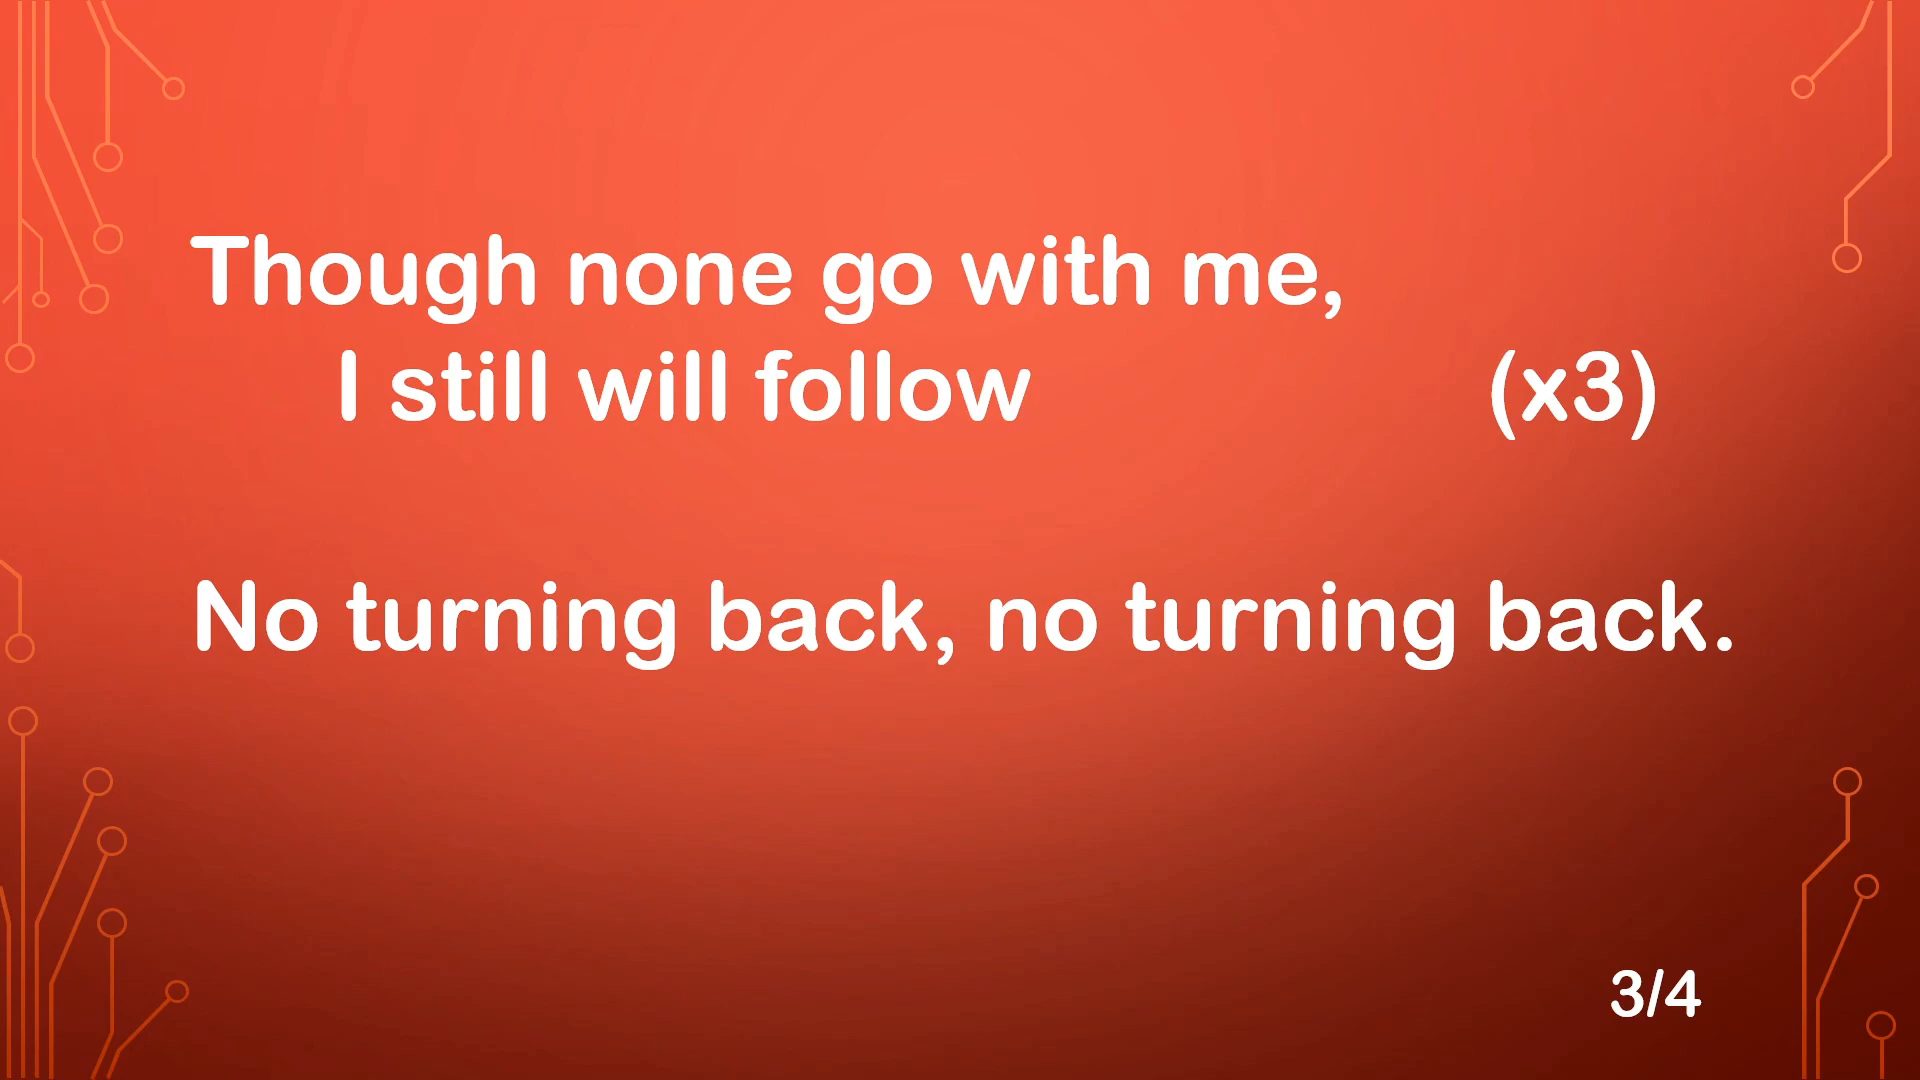 Though none go with me,
I still will follow (x3)
No turning back, no turning back.
3/4